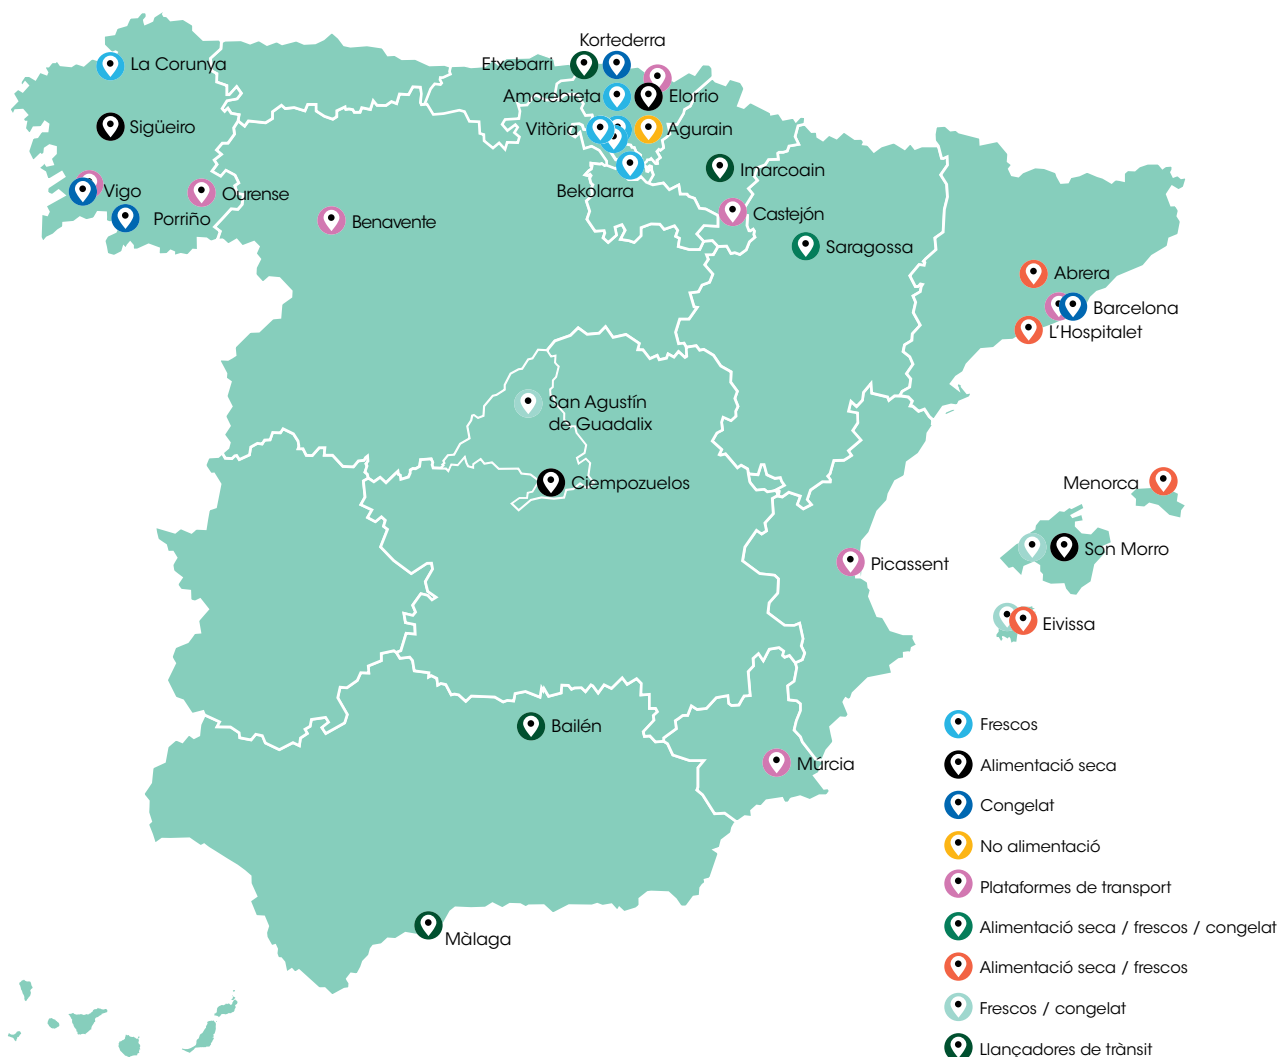 Kortederra
La Corunya
Etxebarri
Amorebieta
Elorrio
Sigüeiro
Vitòria
Agurain
Imarcoain
Bekolarra
Vigo
Ourense
Porriño
Benavente
Castejón
Saragossa
Abrera
Barcelona
L'Hospitalet
San Agustín
de Guadalix
Ciempozuelos
Menorca
Son Morro
Picassent
Eivissa
Bailén
Múrcia
Màlaga
Frescos
Alimentació seca
Congelat
No alimentació
Plataformes de transport
Alimentació seca / frescos / congelat
Alimentació seca / frescos
Frescos / congelat
Llançadores de trànsit